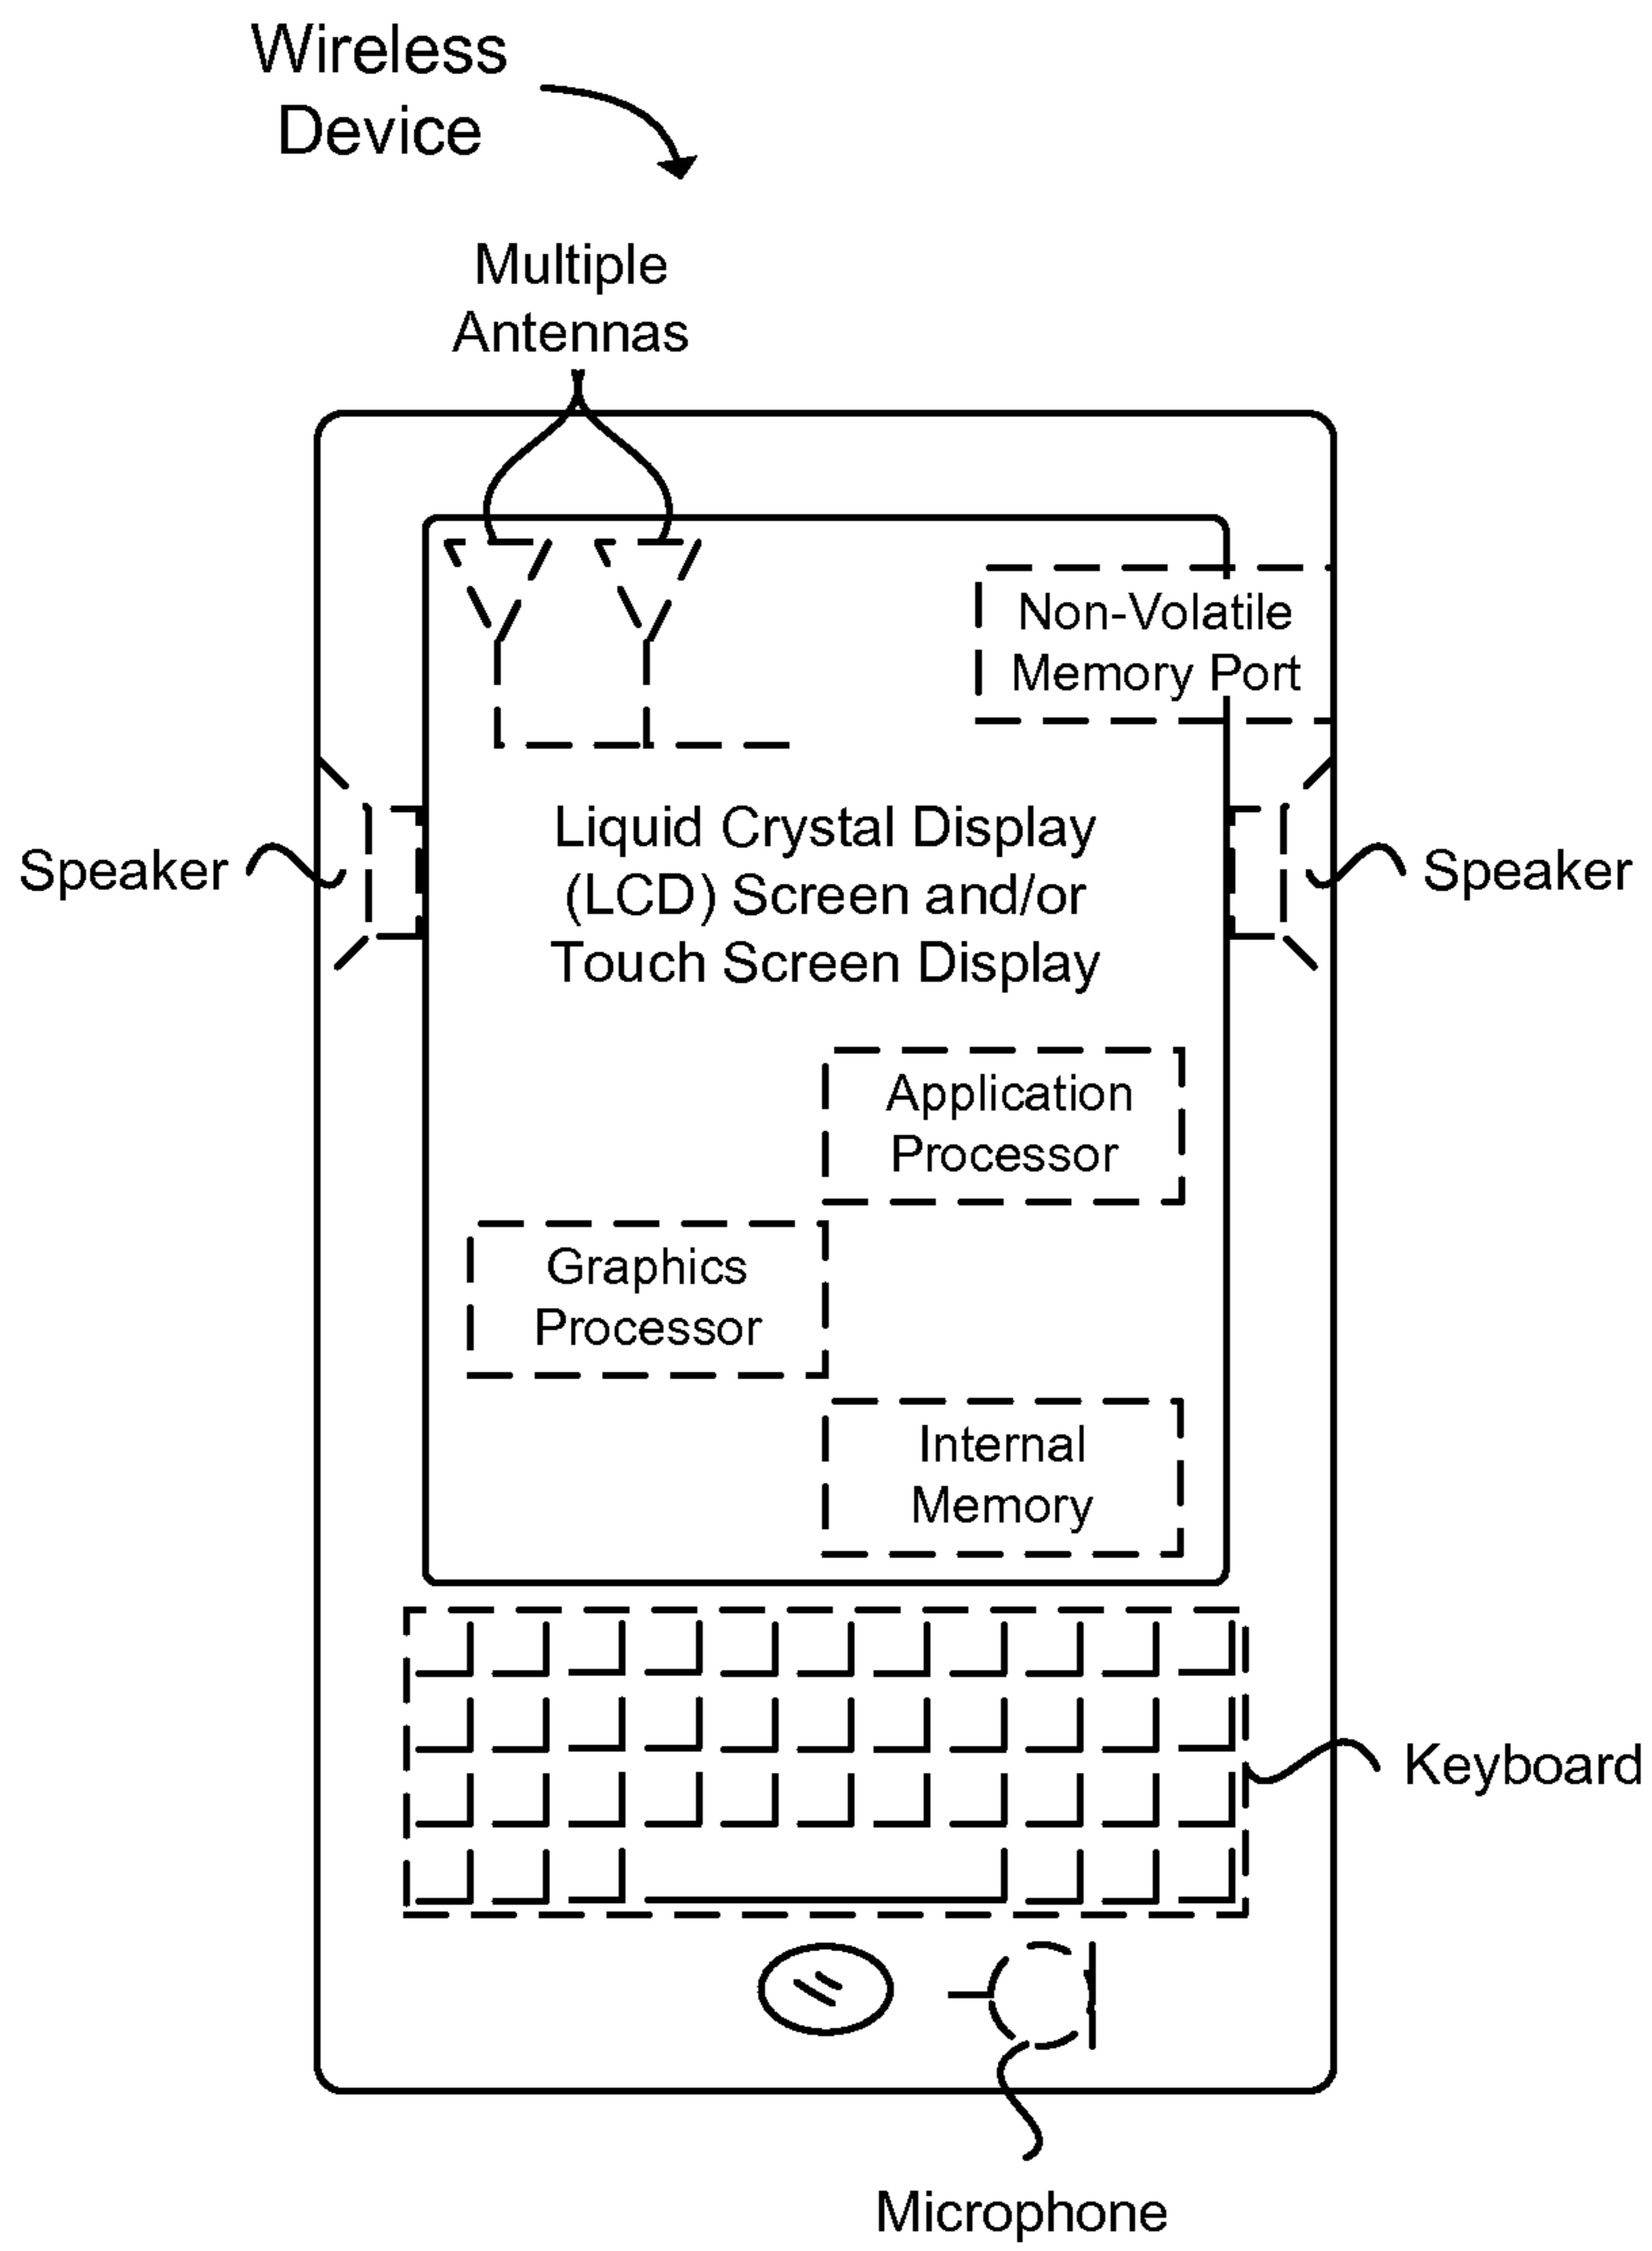 Wireless
Device
Multiple
Antennas
Non-Volatile
Memory Port
Speaker
Liquid Crystal Display
(LCD) Screen and/or
Touch Screen Display
Speaker
Application
Processor
Graphics
Processor
Internal
Memory
Keyboard
Microphone